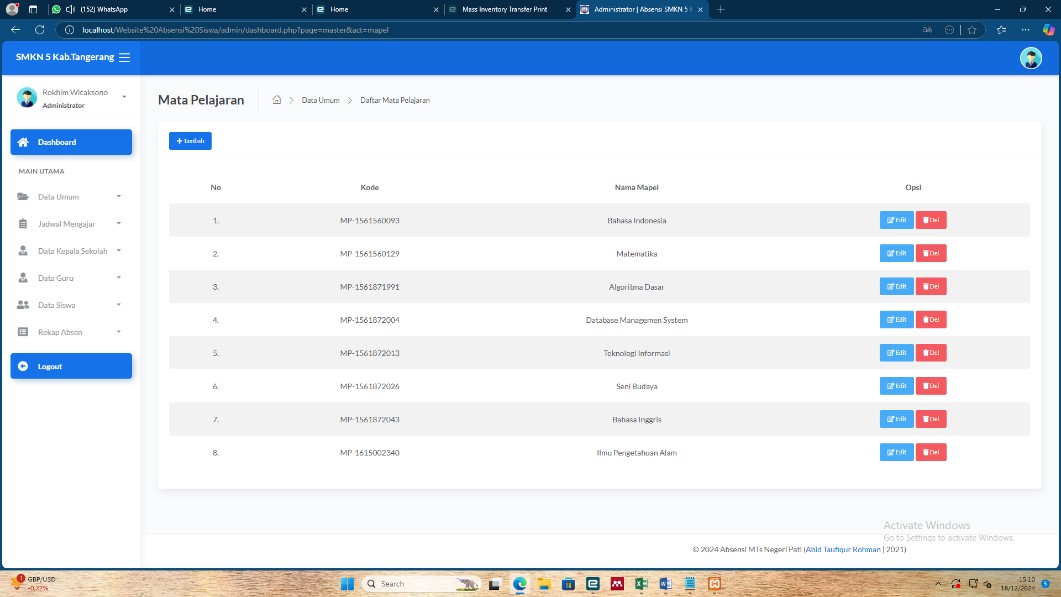 (152) WhatsApp
Home
Home
Mass Inventory Transfer Print
Administrator | Absensi SMKN 5
localhost/Website%20Absensi%20Siswa/admin/dashboard.php?page=master&act=mapel
SMKN 5 Kab.Tangerang
Rokhim Wicaksono
Administrator
Dashboard
MAIN UTAMA
Data Umum
Jadwal Mengajar
Data Kepala Sekolah
Data Guru
Data Siswa
Rekap Absen
Logout
Mata Pelajaran
Data Umum
Daftar Mata Pelajaran
+ Tambah
No Kode Nama Mapel Opsi
1. MP-1561560093 Bahasa Indonesia Edit Del
2. MP-1561560129 Matematika Edit Del
3. MP-1561871991 Algoritma Dasar Edit Del
4. MP-1561872004 Database Managemen System Edit Del
5. MP-1561872013 Teknologi Informasi Edit Del
6. MP-1561872026 Seni Budaya Edit Del
7. MP-1561872043 Bahasa Inggris Edit Del
8. MP-1615002340 Ilmu Pengetahuan Alam Edit Del
Activate Windows
Go to Settings to activate Windows.
© 2024 Absensi MTs Negeri Pati (Abid Taufiqur Rohman | 2021)
1
GBP/USD
-0,22%
Search
15.10
18/12/2024